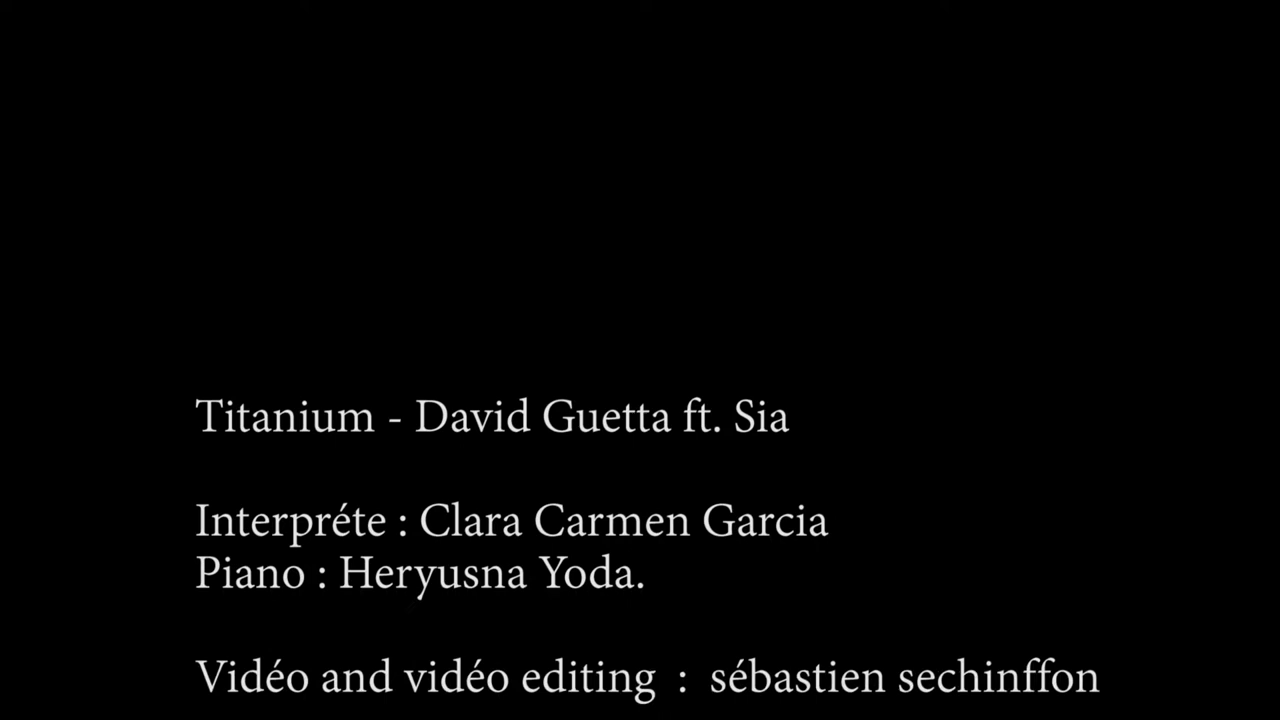 Titanium - David Guetta ft. Sia
Interpréte : Clara Carmen Garcia
Piano : Heryusna Yoda.
Vidéo and vidéo editing : sébastien sechinffon